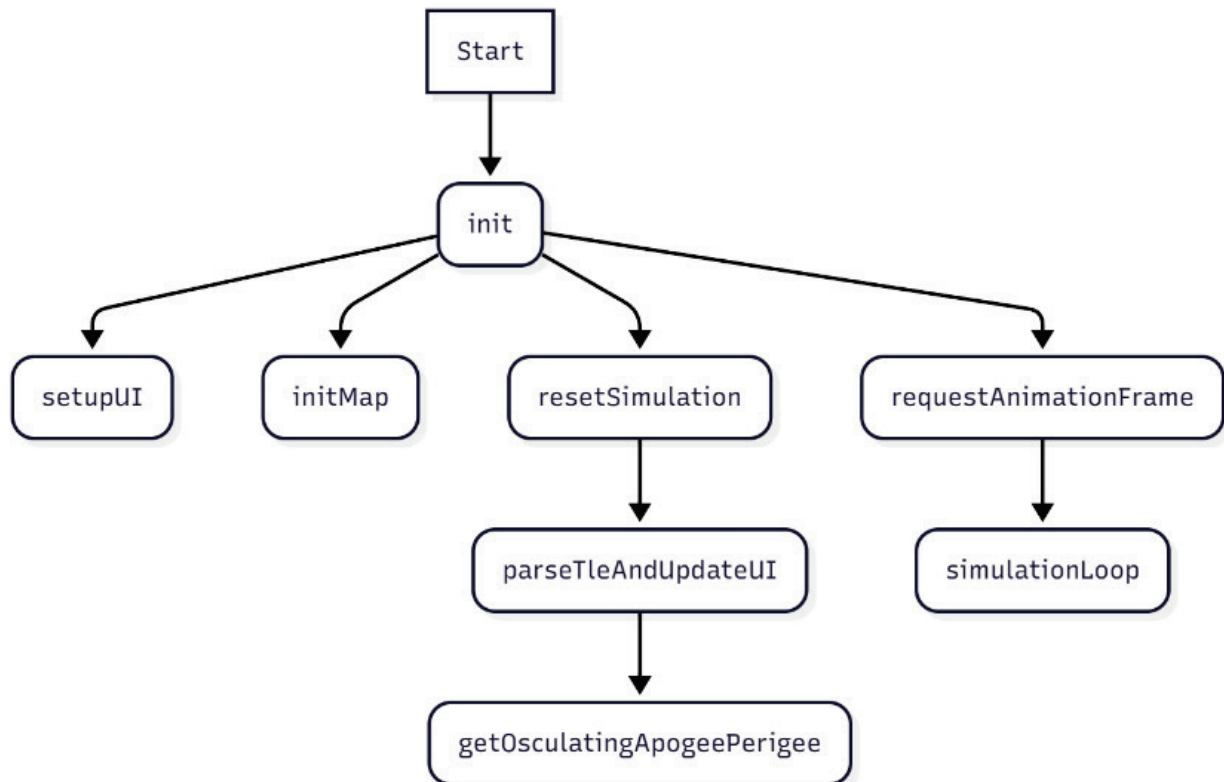 Start
init
setupUI
initMap
resetSimulation
requestAnimationFrame
parseTleAndUpdateUI
simulationLoop
getOsculatingApogeePerigee